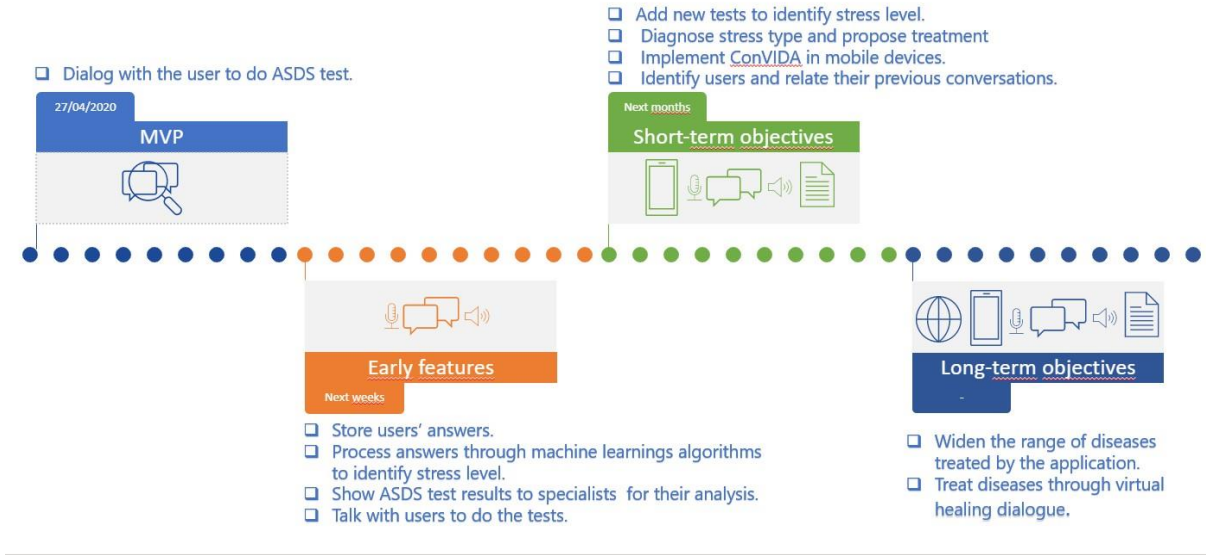 Dialog with the user to do ASDS test.
27/04/2020
MVP
Add new tests to identify stress level.
Diagnose stress type and propose treatment
Implement ConVIDA in mobile devices.
Identify users and relate their previous conversations.
Next months
Short-term objectives
Early features
Next weeks
Store users' answers.
Process answers through machine learnings algorithms
to identify stress level.
Show ASDS test results to specialists for their analysis.
Talk with users to do the tests.
Long-term objectives
-
Widen the range of diseases
treated by the application.
Treat diseases through virtual
healing dialogue.